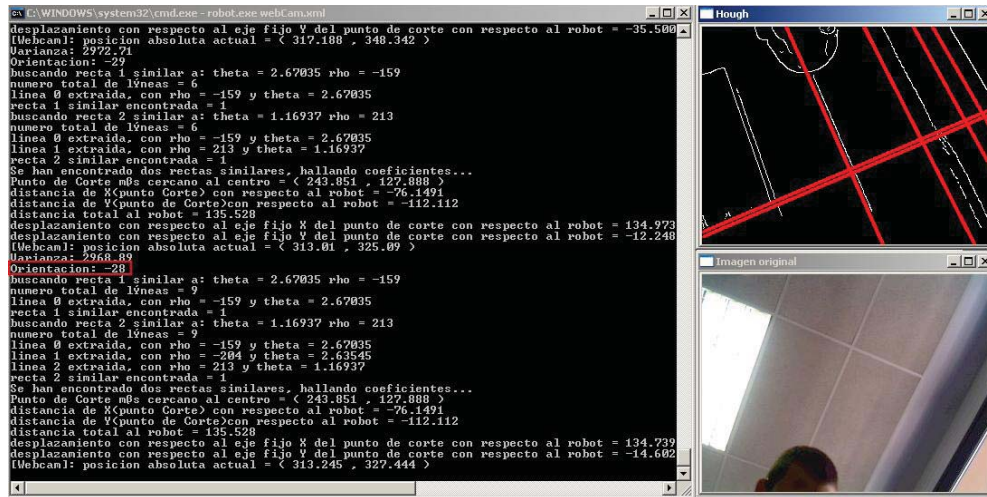 C:\WINDOWS\system32\cmd.exe - robot.exe webCam.xml
desplazamiento con respecto al eje fijo Y del punto de corte con respecto al robot = -35.500
[Webcam]: posicion absoluta actual = ( 317.188 , 348.342 )
Varianza: 2972.71
Orientacion: -29
buscando recta 1 similar a: theta = 2.67035 rho = -159
numero total de lýneas = 6
linea 0 extraida, con rho = -159 y theta = 2.67035
recta 1 similar encontrada = 1
buscando recta 2 similar a: theta = 1.16937 rho = 213
numero total de lýneas = 6
linea 0 extraida, con rho = -159 y theta = 2.67035
linea 1 extraida, con rho = 213 y theta = 1.16937
recta 2 similar encontrada = 1
Se han encontrado dos rectas similares, hallando coeficientes...
Punto de Corte mßs cercano al centro = ( 243.851 , 127.888 )
distancia de X(punto Corte) con respecto al robot = -76.1491
distancia de Y(punto de Corte)con respecto al robot = -112.112
distancia total al robot = 135.528
desplazamiento con respecto al eje fijo X del punto de corte con respecto al robot = 134.973
desplazamiento con respecto al eje fijo Y del punto de corte con respecto al robot = -12.248
[Webcam]: posicion absoluta actual = ( 313.01 , 325.09 )
Varianza: 2968.89
Orientacion: -28
buscando recta 1 similar a: theta = 2.67035 rho = -159
numero total de lýneas = 9
linea 0 extraida, con rho = -159 y theta = 2.67035
recta 1 similar encontrada = 1
buscando recta 2 similar a: theta = 1.16937 rho = 213
numero total de lýneas = 9
linea 0 extraida, con rho = -159 y theta = 2.67035
linea 1 extraida, con rho = -204 y theta = 2.63545
linea 2 extraida, con rho = 213 y theta = 1.16937
recta 2 similar encontrada = 1
Se han encontrado dos rectas similares, hallando coeficientes...
Punto de Corte mßs cercano al centro = ( 243.851 , 127.888 )
distancia de X(punto Corte) con respecto al robot = -76.1491
distancia de Y(punto de Corte)con respecto al robot = -112.112
distancia total al robot = 135.528
desplazamiento con respecto al eje fijo X del punto de corte con respecto al robot = 134.739
desplazamiento con respecto al eje fijo Y del punto de corte con respecto al robot = -14.602
[Webcam]: posicion absoluta actual = ( 313.245 , 327.444 )
Hough
Imagen original